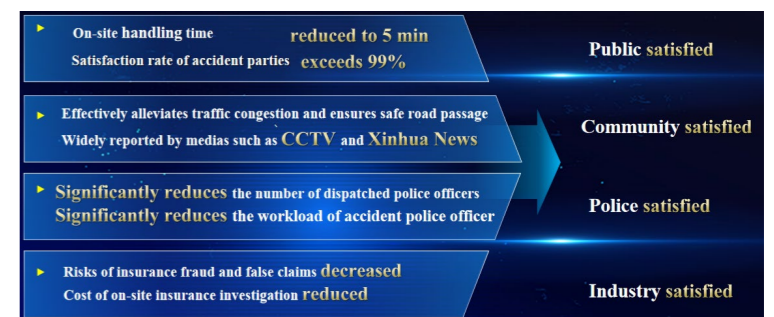 On-site handling time reduced to 5 min
Satisfaction rate of accident parties exceeds 99%
Public satisfied
Effectively alleviates traffic congestion and ensures safe road passage
Widely reported by medias such as CCTV and Xinhua News
Community satisfied
Significantly reduces the number of dispatched police officers
Significantly reduces the workload of accident police officer
Police satisfied
Risks of insurance fraud and false claims decreased
Cost of on-site insurance investigation reduced
Industry satisfied